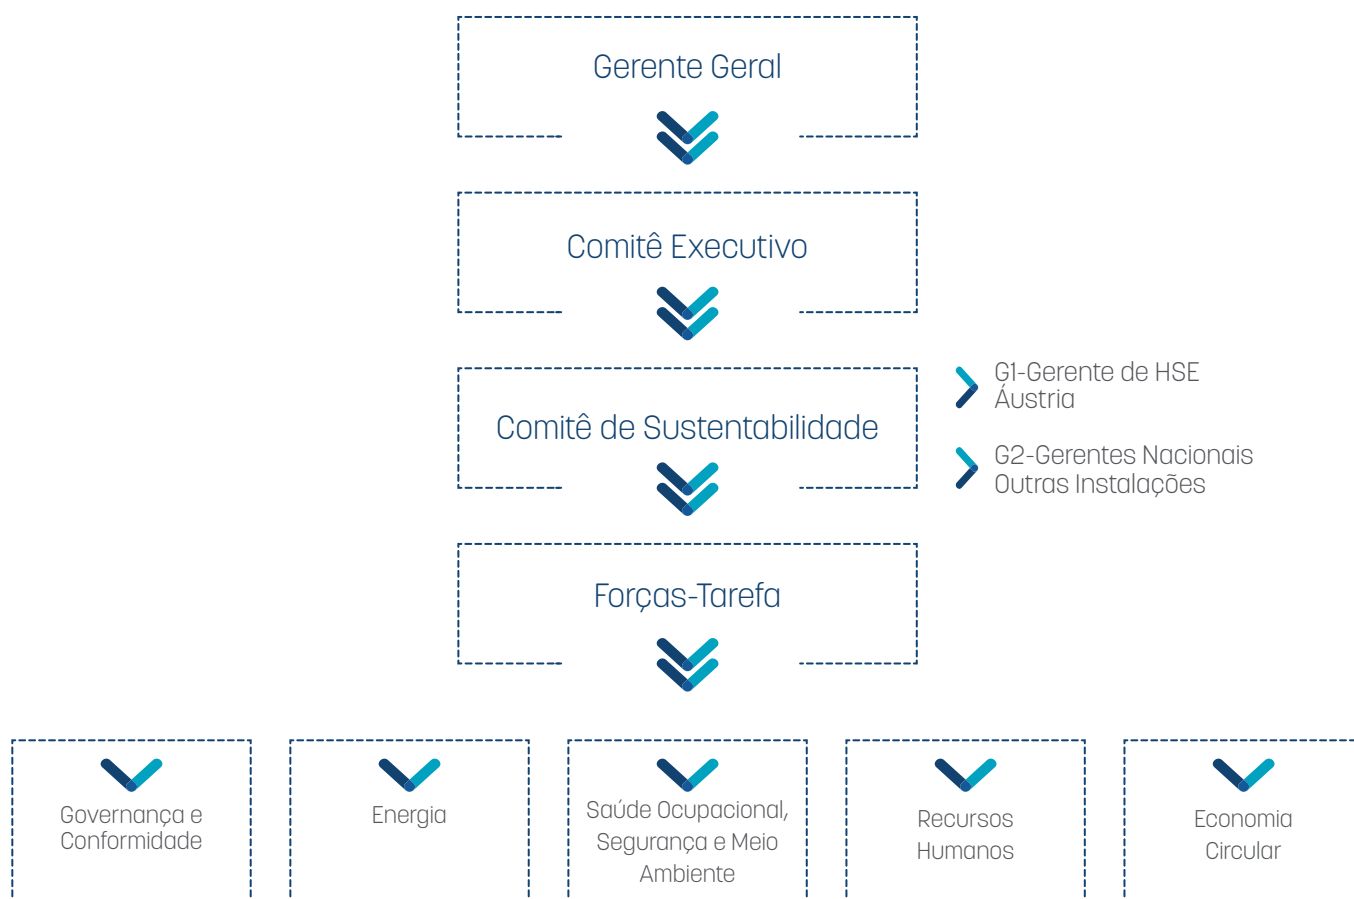 Gerente Geral
Comitê Executivo
Comitê de Sustentabilidade
G1-Gerente de HSE
Áustria
G2-Gerentes Nacionais
Outras Instalações
Forças-Tarefa
Governança e
Conformidade
Energia
Saúde Ocupacional,
Segurança e Meio
Ambiente
Recursos
Humanos
Economia
Circular